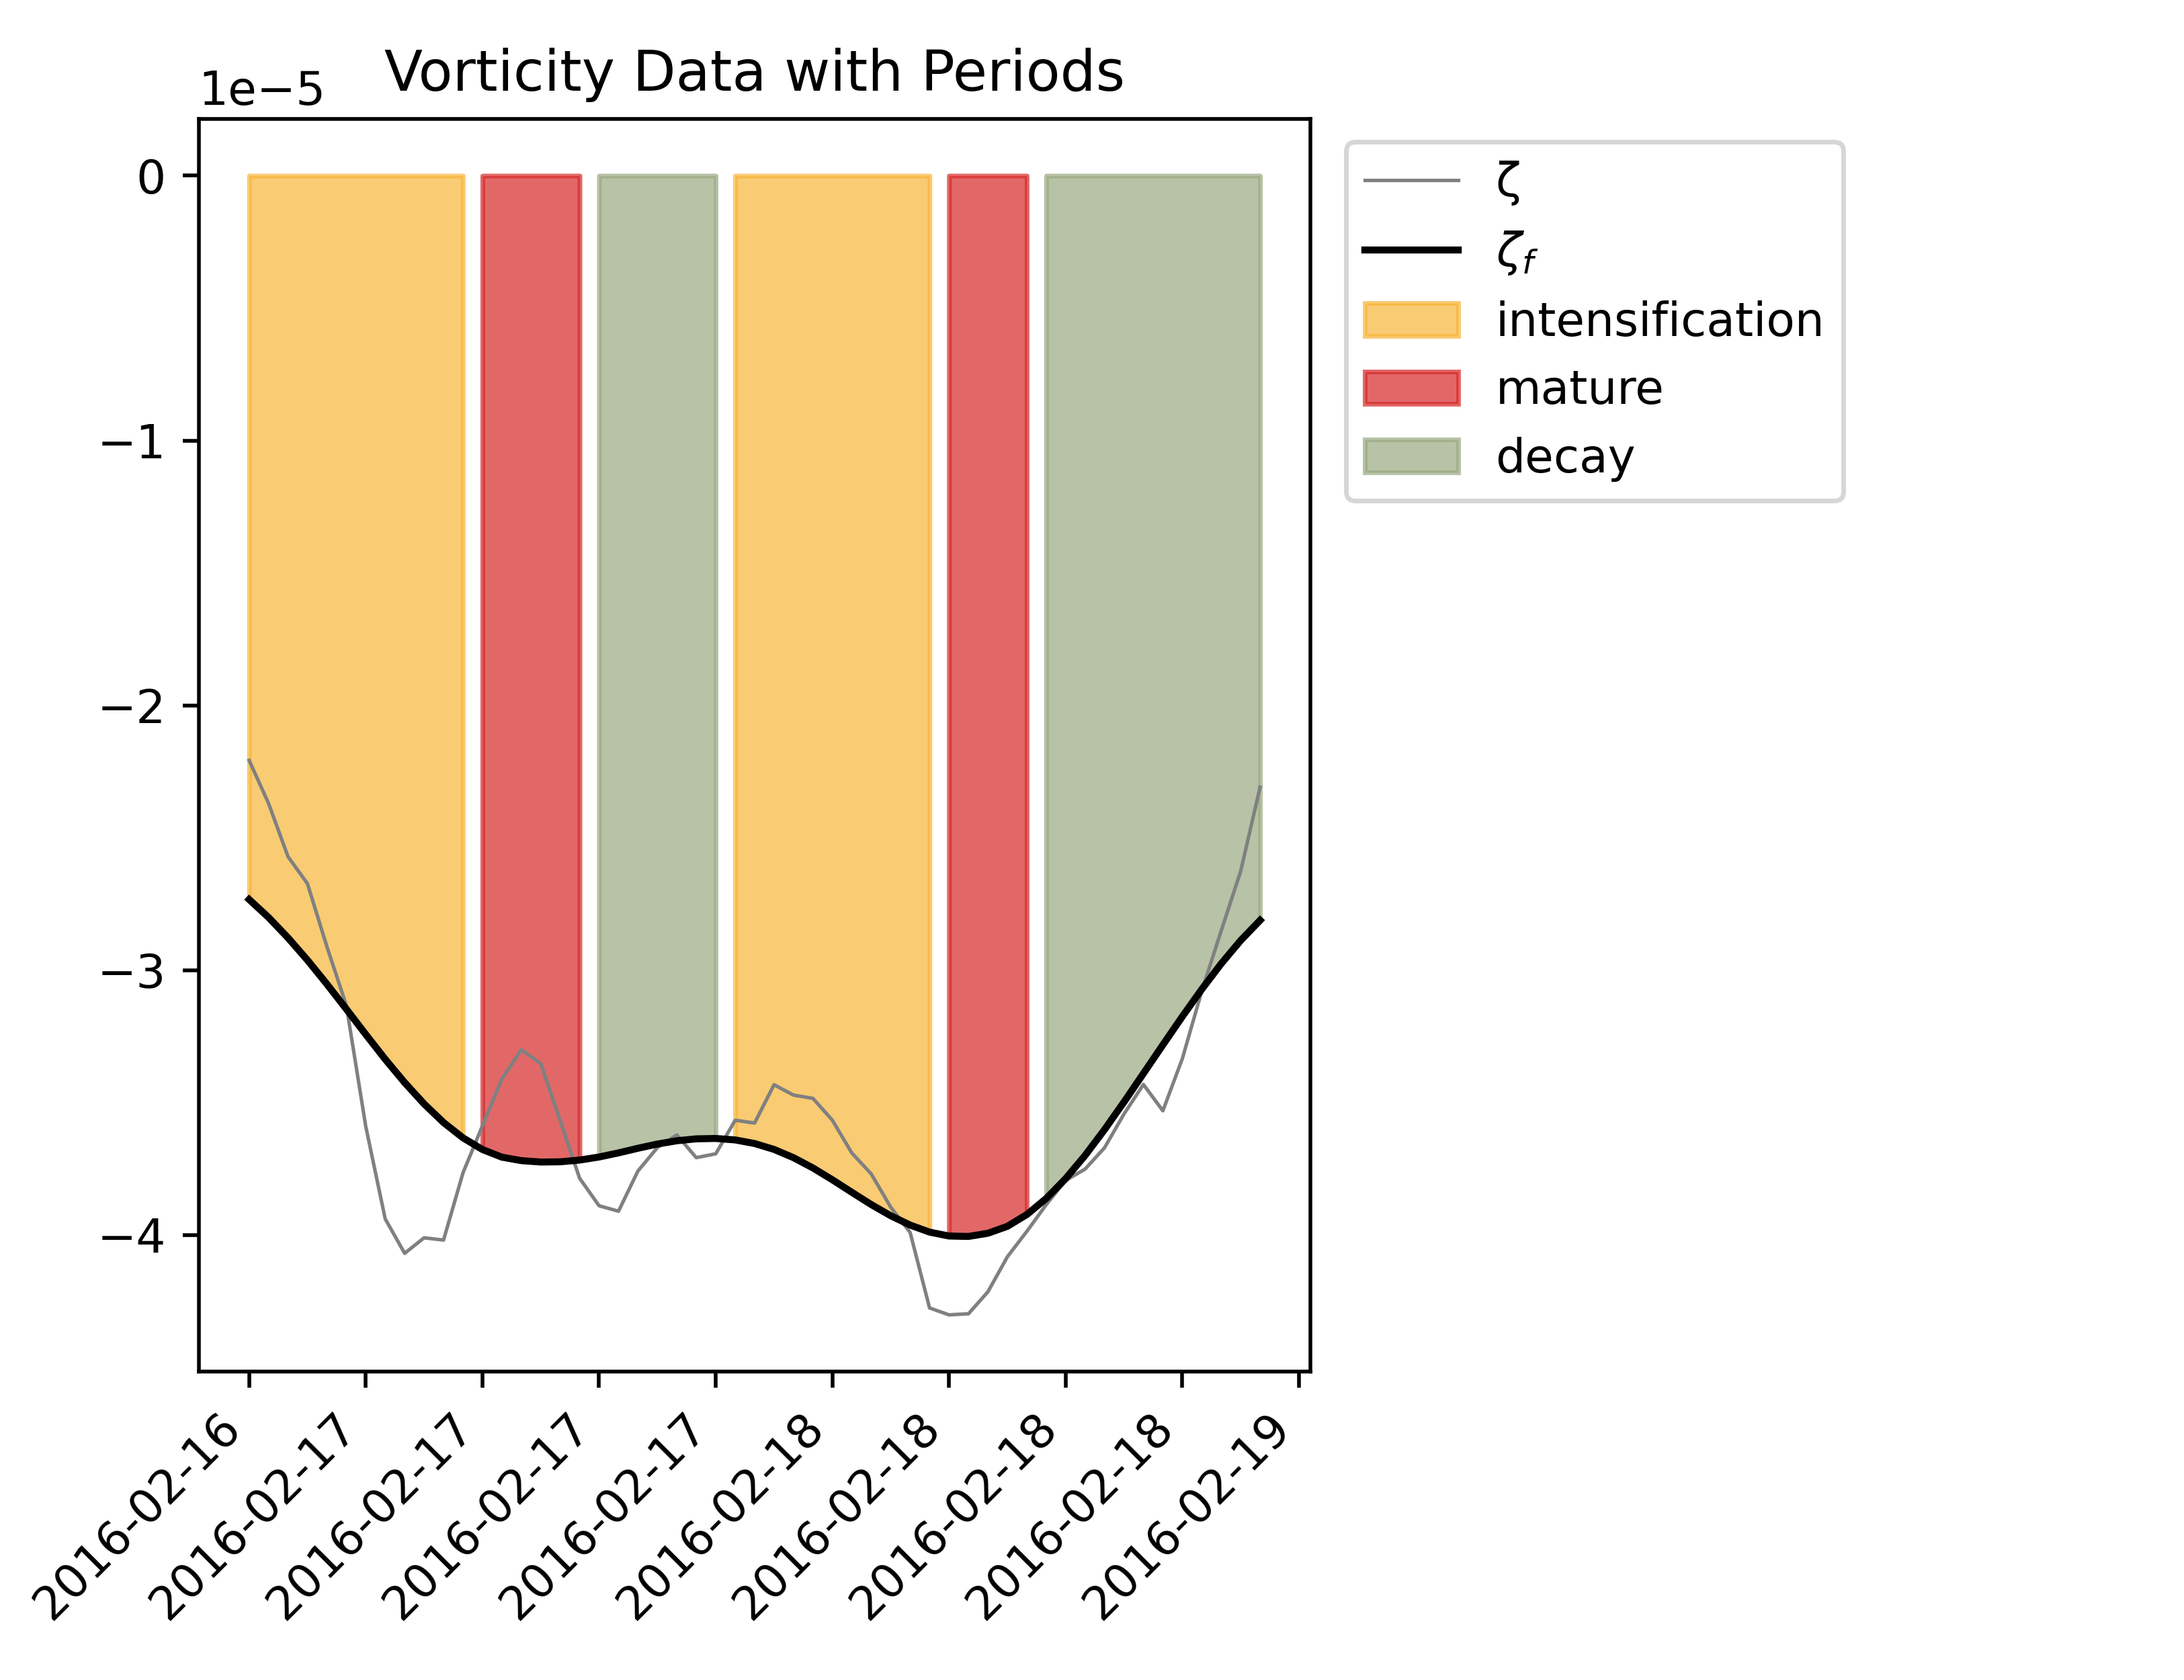 Vorticity Data with Periods
1e−5
0
−1
−2
−3
−4
2016-02-16
2016-02-17
2016-02-17
2016-02-17
2016-02-17
2016-02-18
2016-02-18
2016-02-18
2016-02-18
2016-02-19
ζ
ζf
intensification
mature
decay